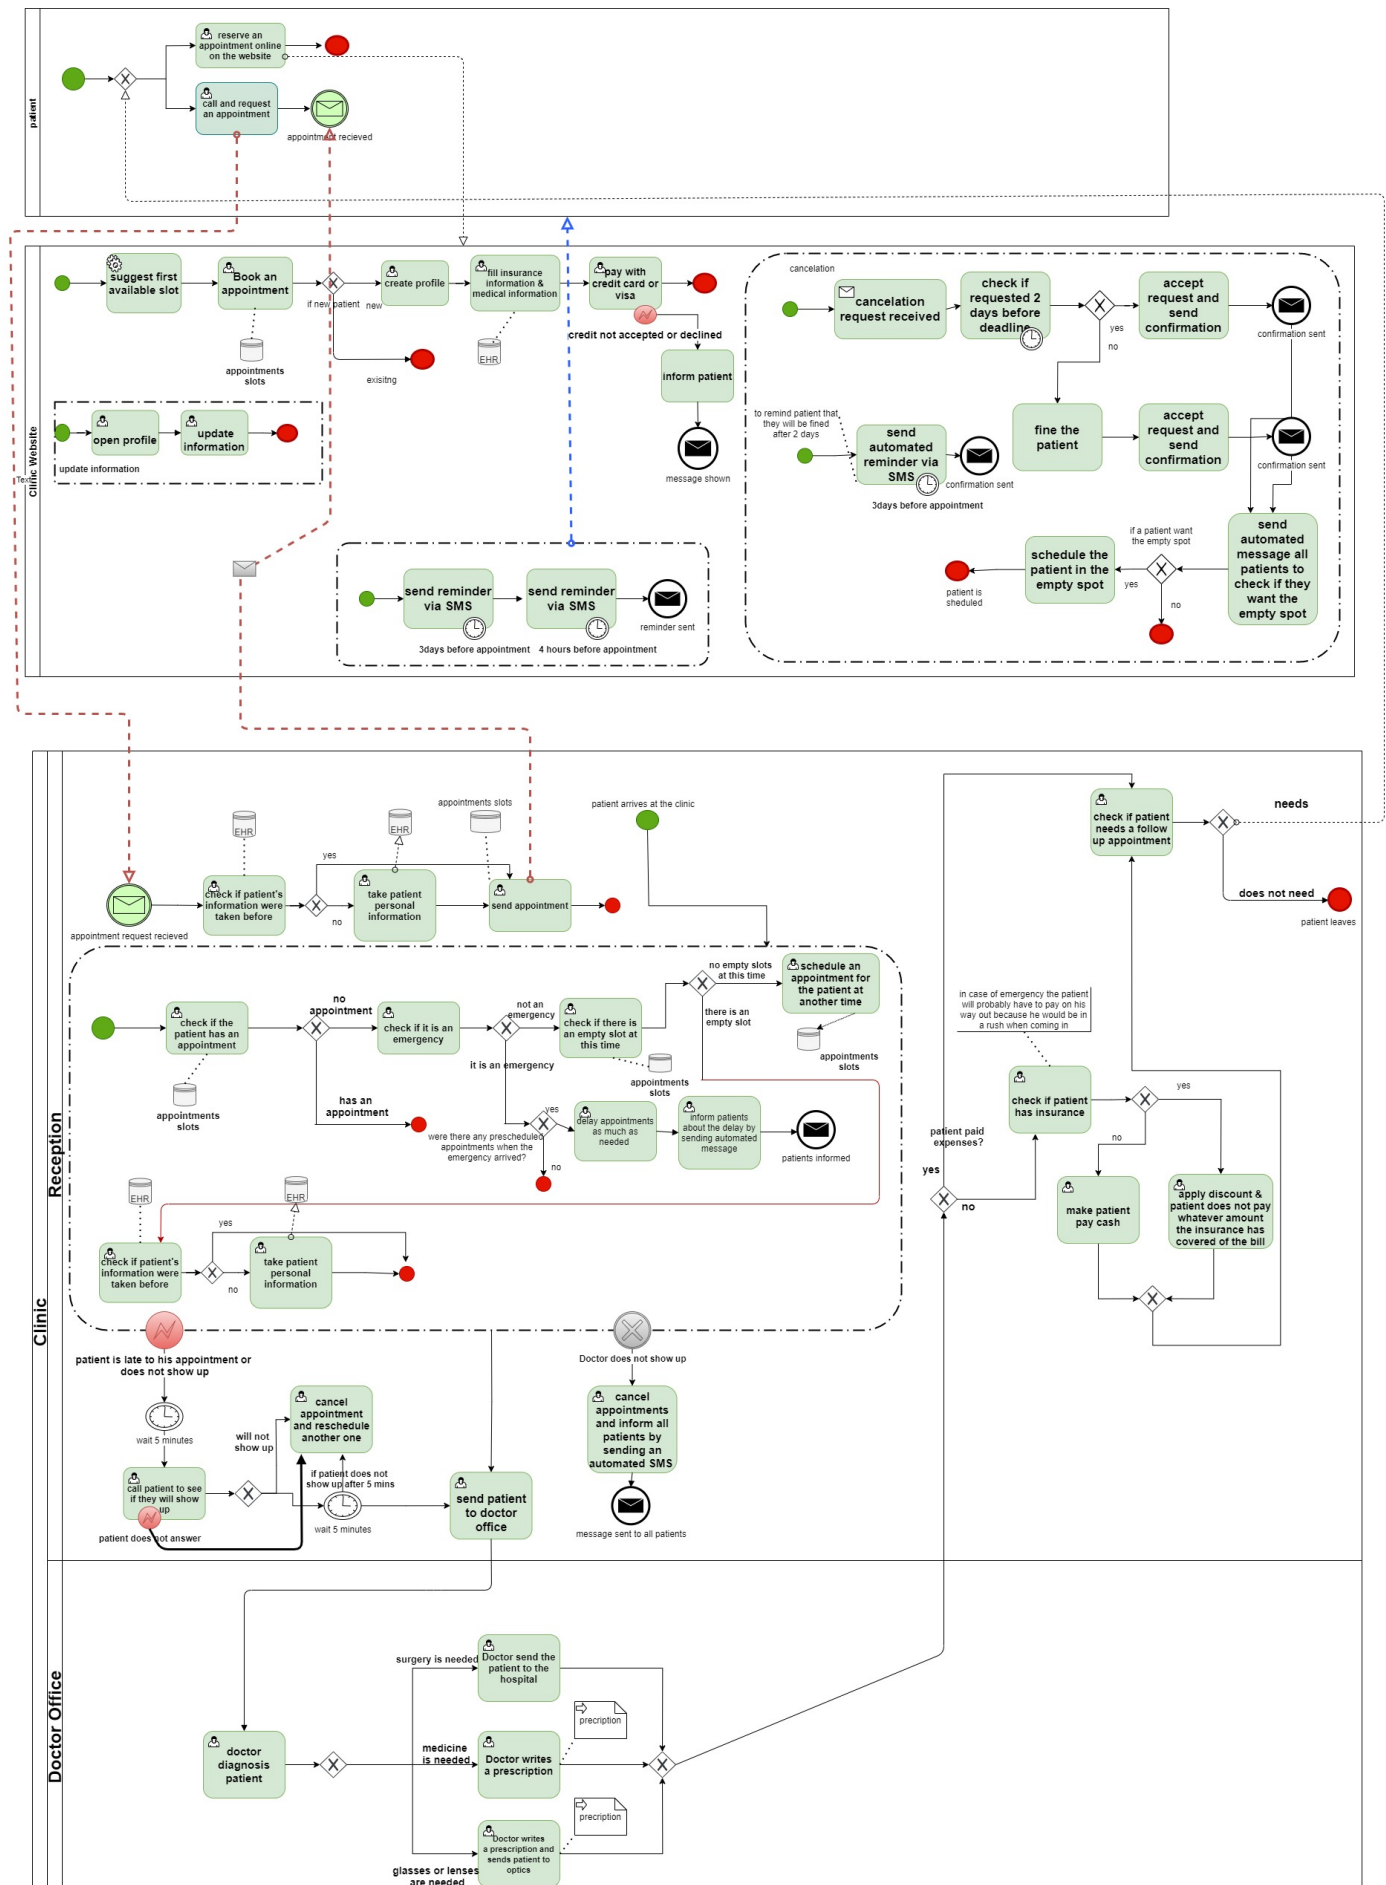 patient
reserve an
appointment online
on the website
call and request
an appointment
appointment recieved
Clinic Website
Text
suggest first
available slot
Book an
appointment
appointments
slots
if new patient
new
exisitng
create profile
fill insurance
information &
medical information
EHR
pay with
credit card or
visa
credit not accepted or declined
inform patient
message shown
open profile
update
information
update information
send reminder
via SMS
3days before appointment
send reminder
via SMS
4 hours before appointment
reminder sent
cancelation
cancelation
request received
check if
requested 2
days before
deadline
yes
no
accept
request and
send
confirmation
confirmation sent
fine the
patient
accept
request and
send
confirmation
confirmation sent
to remind patient that
they will be fined
after 2 days
send
automated
reminder via
SMS
3days before appointment
confirmation sent
send
automated
message all
patients to
check if they
want the
empty spot
if a patient want
the empty spot
yes
no
schedule the
patient in the
empty spot
patient is
sheduled
Clinic
Reception
appointment request recieved
EHR
check if patient's
information were
taken before
yes
no
EHR
take patient
personal
information
appointments slots
send appointment
patient arrives at the clinic
check if the
patient has an
appointment
appointments
slots
no
appointment
has an
appointment
check if it is an
emergency
not an
emergency
it is an emergency
check if there is
an empty slot at
this time
appointments
slots
no empty slots
at this time
there is an
empty slot
schedule an
appointment for
the patient at
another time
appointments
slots
were there any prescheduled
appointments when the
emergency arrived?
yes
no
delay appointments
as much as
needed
inform patients
about the delay by
sending automated
message
patients informed
EHR
check if patient's
information were
taken before
yes
no
EHR
take patient
personal
information
patient is late to his appointment or
does not show up
wait 5 minutes
call patient to see
if they will show
up
patient does not answer
will not
show up
cancel
appointment
and reschedule
another one
if patient does not
show up after 5 mins
wait 5 minutes
send patient
to doctor
office
Doctor does not show up
cancel
appointments
and inform all
patients by
sending an
automated SMS
message sent to all patients
check if patient
needs a follow
up appointment
needs
does not need
patient leaves
in case of emergency the patient
will probably have to pay on his
way out because he would be in
a rush when coming in
check if patient
has insurance
yes
no
patient paid
expenses?
yes
no
make patient
pay cash
apply discount &
patient does not pay
whatever amount
the insurance has
covered of the bill
Doctor Office
doctor
diagnosis
patient
surgery is needed
Doctor send the
patient to the
hospital
medicine
is needed
Doctor writes
a prescription
precription
glasses or lenses
are needed
Doctor writes
a prescription and
sends patient to
optics
precription